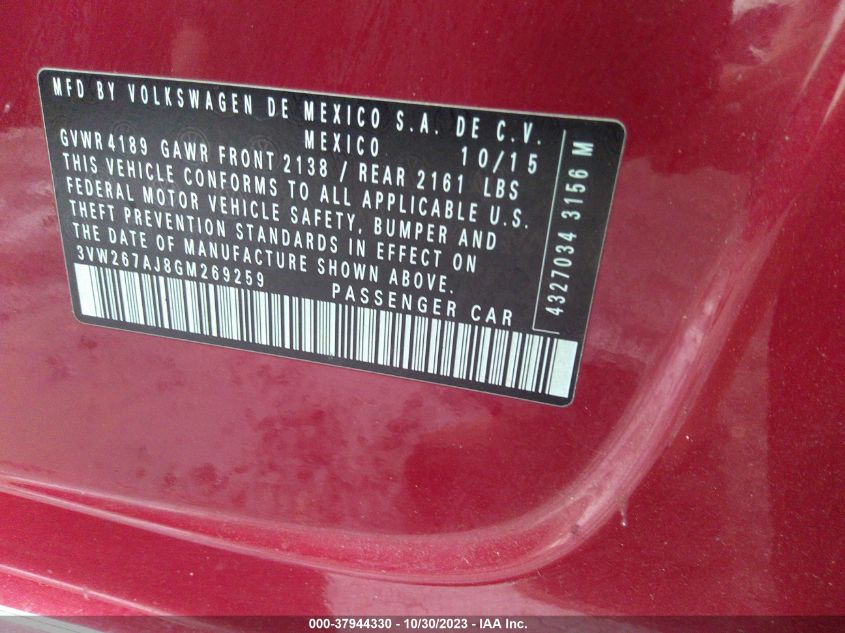 MFD BY VOLKSWAGEN DE MEXICO S.A. DE C.V.
MEXICO 10/15
GVWR 4189 GAWR FRONT 2138 / REAR 2161 LBS
THIS VEHICLE CONFORMS TO ALL APPLICABLE U.S.
FEDERAL MOTOR VEHICLE SAFETY, BUMPER AND
THEFT PREVENTION STANDARDS IN EFFECT ON
THE DATE OF MANUFACTURE SHOWN ABOVE.
3VW267AJ8GM269259 PASSENGER CAR
43270343156 M
000-37944330 - 10/30/2023 - IAA Inc.